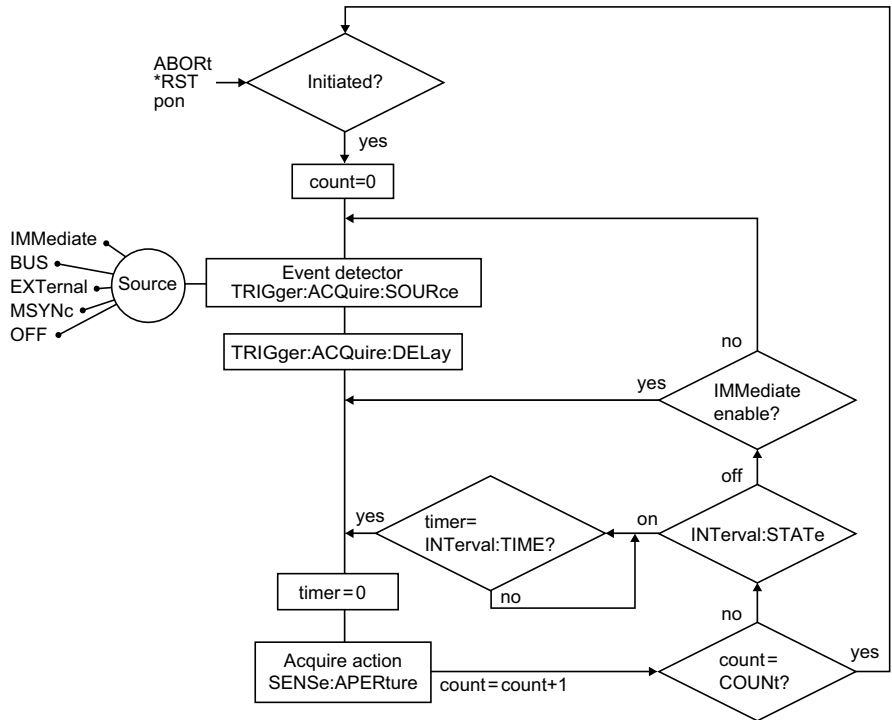 ABORt
*RST
pon
Initiated?
yes
count=0
IMMediate
BUS
EXTernal
MSYNc
OFF
Source
Event detector
TRIGger:ACQuire:SOURce
TRIGger:ACQuire:DELay
no
yes
IMMediate
enable?
off
yes
timer=
INTerval:TIME?
on
INTerval:STATe
no
timer=0
no
Acquire action
SENSe:APERture
count=count+1
count=
COUNt?
yes